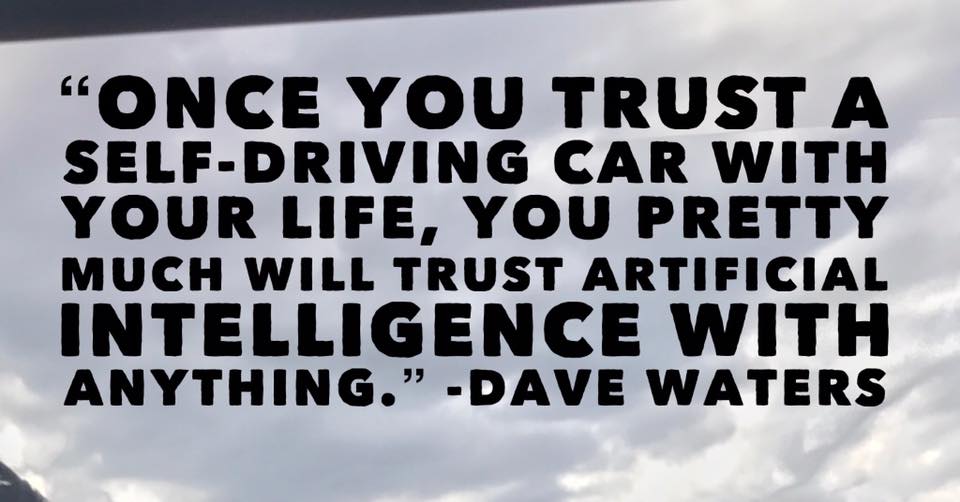 “ONCE YOU TRUST A
SELF-DRIVING CAR WITH
YOUR LIFE, YOU PRETTY
MUCH WILL TRUST ARTIFICIAL
INTELLIGENCE WITH
ANYTHING.” -DAVE WATERS